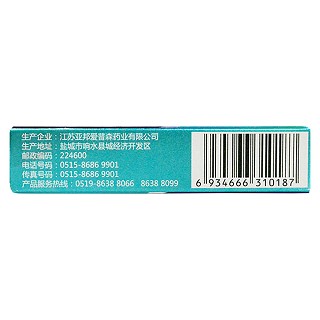 生产企业：江苏亚邦爱普森药业有限公司
生产地址：盐城市响水县城经济开发区
邮政编码：224600
电话号码：0515-8686 9901
传真号码：0515-8686 9901
产品服务热线：0519-8638 8066 8638 8099
6 934666 310187